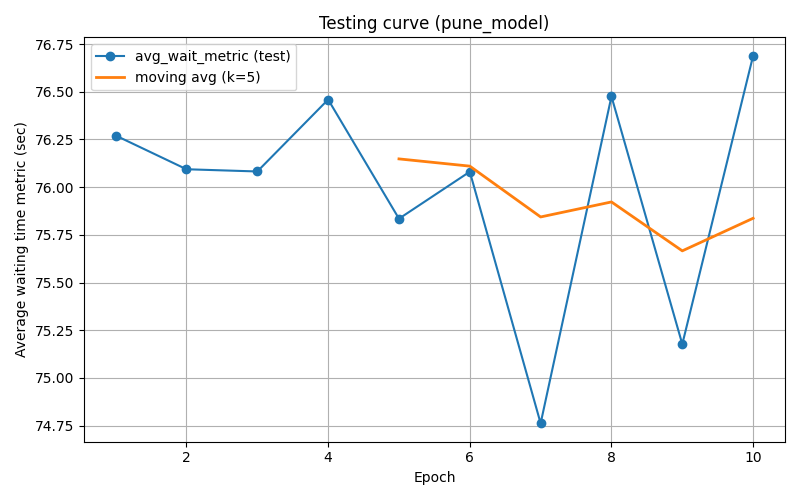 Testing curve (pune_model)
avg_wait_metric (test)
moving avg (k=5)
Average waiting time metric (sec)
76.75
76.50
76.25
76.00
75.75
75.50
75.25
75.00
74.75
2 4 6 8 10
Epoch